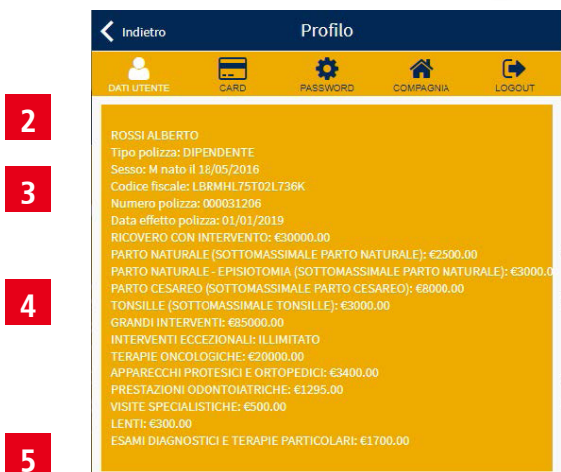 Indietro
Profilo
DATI UTENTE
CARD
PASSWORD
COMPAGNIA
LOGOUT
2
ROSSI ALBERTO
Tipo polizza: DIPENDENTE
Sesso: M nato il 18/05/2016
3
Codice fiscale: LBRMHL75T02L736K
Numero polizza: 000031206
Data effetto polizza: 01/01/2019
RICOVERO CON INTERVENTO: €30000.00
PARTO NATURALE (SOTTOMASSIMALE PARTO NATURALE): €2500.00
PARTO NATURALE - EPISIOTOMIA (SOTTOMASSIMALE PARTO NATURALE): €3000.0
4
PARTO CESAREO (SOTTOMASSIMALE PARTO CESAREO): €8000.00
TONSILLE (SOTTOMASSIMALE TONSILLE): €3000.00
GRANDI INTERVENTI: €85000.00
INTERVENTI ECCEZIONALI: ILLIMITATO
TERAPIE ONCOLOGICHE: €20000.00
APPARECCHI PROTESICI E ORTOPEDICI: €3400.00
PRESTAZIONI ODONTOIATRICHE: €1295.00
VISITE SPECIALISTICHE: €500.00
LENTI: €300.00
ESAMI DIAGNOSTICI E TERAPIE PARTICOLARI: €1700.00
5